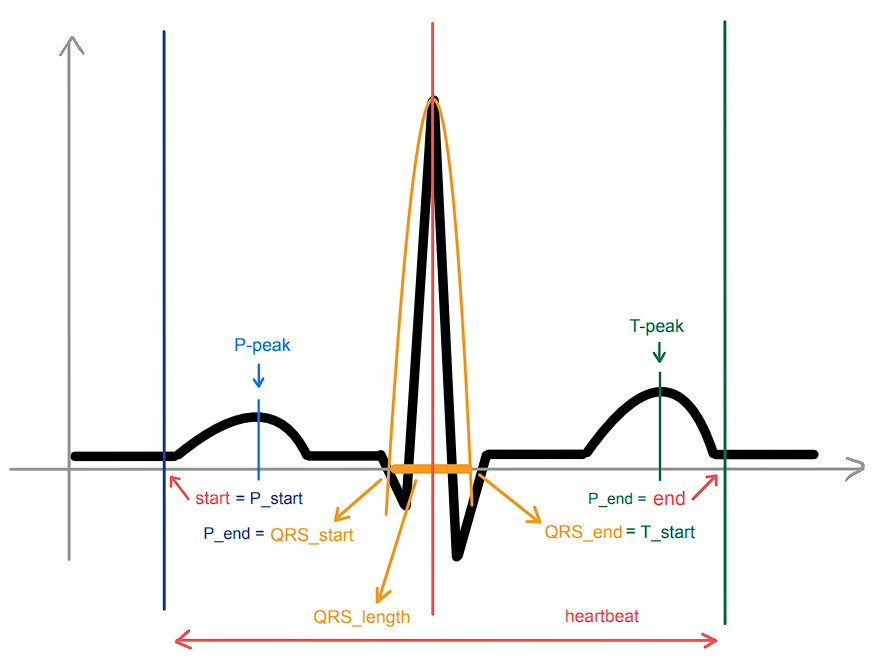 T-peak
P-peak
start = P_start
P_end = end
P_end = QRS_start
QRS_end = T_start
QRS_length
heartbeat